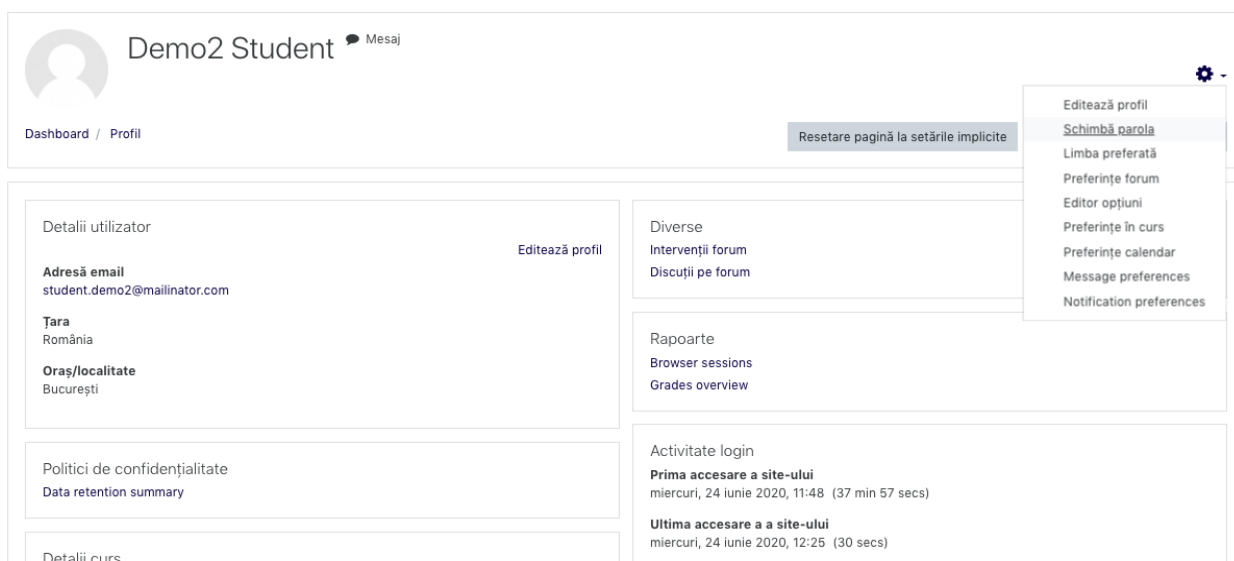 Demo2 Student Mesaj
Dashboard / Profil
Resetare pagină la setările implicite
Editează profil
Schimbă parola
Limba preferată
Preferințe forum
Editor opțiuni
Preferințe în curs
Preferințe calendar
Message preferences
Notification preferences
Detalii utilizator
Editează profil
Adresă email
student.demo2@mailinator.com
Țara
România
Oraș/localitate
București
Politici de confidențialitate
Data retention summary
Detalii curs
Diverse
Intervenții forum
Discuții pe forum
Rapoarte
Browser sessions
Grades overview
Activitate login
Prima accesare a site-ului
miercuri, 24 iunie 2020, 11:48 (37 min 57 secs)
Ultima accesare a a site-ului
miercuri, 24 iunie 2020, 12:25 (30 secs)